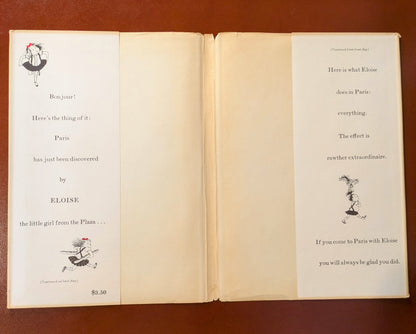 Bonjour!
Here's the thing of it:
Paris
has just been discovered
by
ELOISE
the little girl from the Plaza . . .
(Continued on back flap)
$3.50
(Continued from front flap)
Here is what Eloise
does in Paris:
everything.
The effect is
rawther extraordinaire.
If you come to Paris with Eloise
you will always be glad you did.